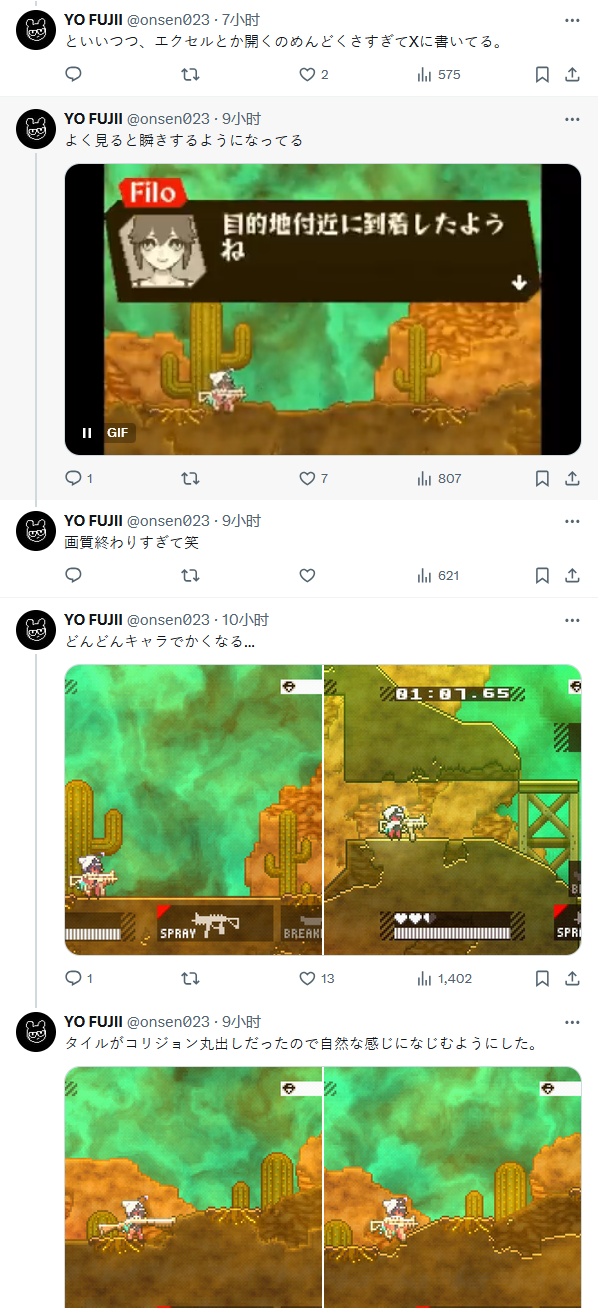 YO FUJII @onsen023 · 7小时
といいつつ、エクセルとか開くのめんどくさすぎてXに書いてる。
2 575
YO FUJII @onsen023 · 9小时
よく見ると瞬きするようになってる
Filo
目的地付近に到着したよう
ね
GIF
1 7 807
YO FUJII @onsen023 · 9小时
画質終わりすぎて笑
621
YO FUJII @onsen023 · 10小时
どんどんキャラでかくなる...
01:07.65
SPRAY
BREAK
SPR
1 13 1,402
YO FUJII @onsen023 · 9小时
タイルがコリジョン丸出しだったので自然な感じになじむようにした。